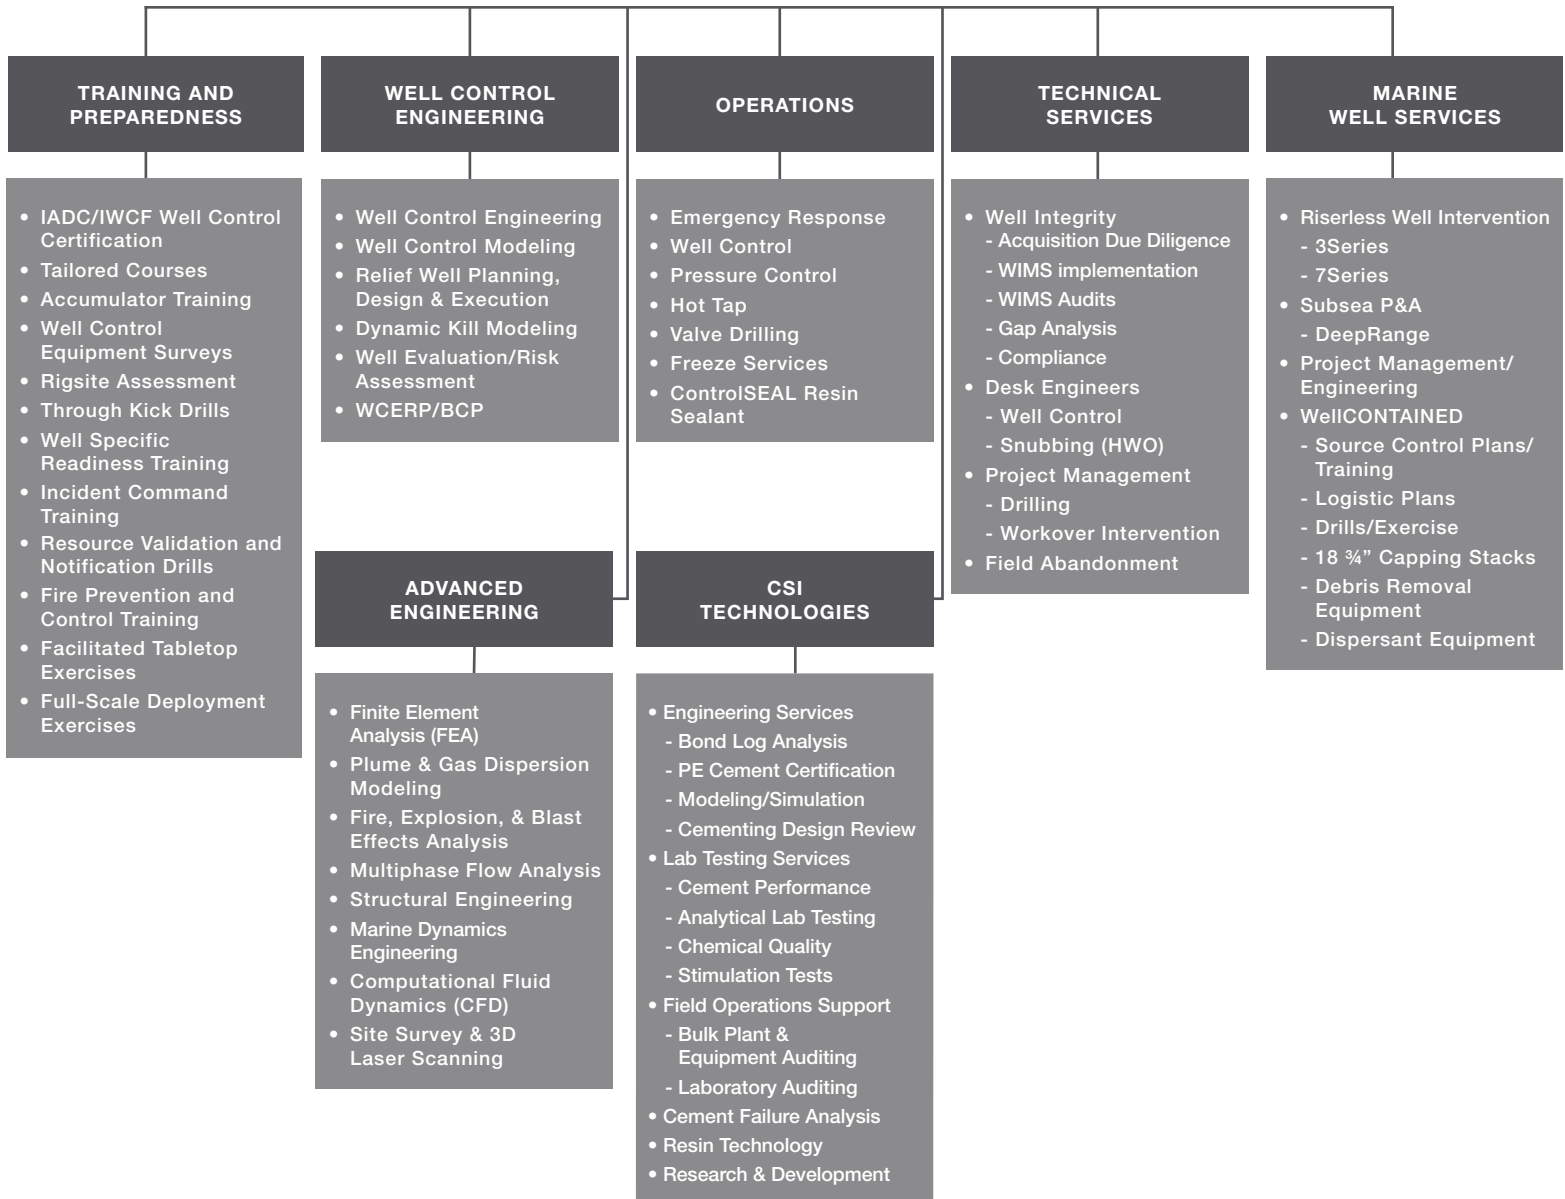 TRAINING AND
PREPAREDNESS
• IADC/IWCF Well Control
Certification
• Tailored Courses
• Accumulator Training
• Well Control
Equipment Surveys
• Rigsite Assessment
• Through Kick Drills
• Well Specific
Readiness Training
• Incident Command
Training
• Resource Validation and
Notification Drills
• Fire Prevention and
Control Training
• Facilitated Tabletop
Exercises
• Full-Scale Deployment
Exercises
WELL CONTROL
ENGINEERING
• Well Control Engineering
• Well Control Modeling
• Relief Well Planning,
Design & Execution
• Dynamic Kill Modeling
• Well Evaluation/Risk
Assessment
• WCERP/BCP
OPERATIONS
• Emergency Response
• Well Control
• Pressure Control
• Hot Tap
• Valve Drilling
• Freeze Services
• ControlSEAL Resin
Sealant
TECHNICAL
SERVICES
• Well Integrity
- Acquisition Due Diligence
- WIMS implementation
- WIMS Audits
- Gap Analysis
- Compliance
• Desk Engineers
- Well Control
- Snubbing (HWO)
• Project Management
- Drilling
- Workover Intervention
• Field Abandonment
MARINE
WELL SERVICES
• Riserless Well Intervention
- 3Series
- 7Series
• Subsea P&A
- DeepRange
• Project Management/
Engineering
• WellCONTAINED
- Source Control Plans/
Training
- Logistic Plans
- Drills/Exercise
- 18 ¾” Capping Stacks
- Debris Removal
Equipment
- Dispersant Equipment
ADVANCED
ENGINEERING
• Finite Element
Analysis (FEA)
• Plume & Gas Dispersion
Modeling
• Fire, Explosion, & Blast
Effects Analysis
• Multiphase Flow Analysis
• Structural Engineering
• Marine Dynamics
Engineering
• Computational Fluid
Dynamics (CFD)
• Site Survey & 3D
Laser Scanning
CSI
TECHNOLOGIES
• Engineering Services
- Bond Log Analysis
- PE Cement Certification
- Modeling/Simulation
- Cementing Design Review
• Lab Testing Services
- Cement Performance
- Analytical Lab Testing
- Chemical Quality
- Stimulation Tests
• Field Operations Support
- Bulk Plant &
Equipment Auditing
- Laboratory Auditing
• Cement Failure Analysis
• Resin Technology
• Research & Development